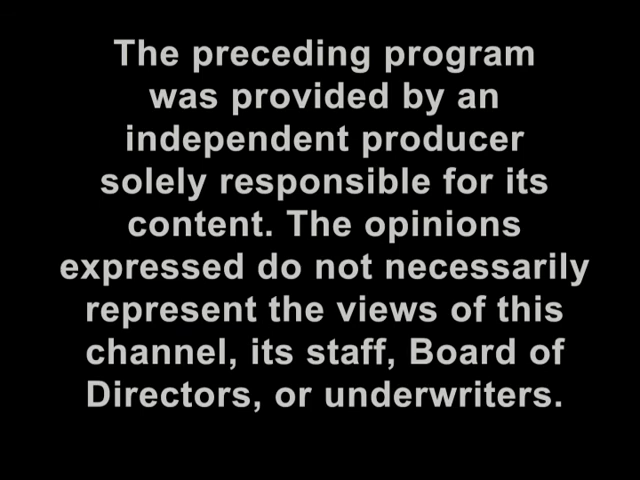 The preceding program
was provided by an
independent producer
solely responsible for its
content. The opinions
expressed do not necessarily
represent the views of this
channel, its staff, Board of
Directors, or underwriters.